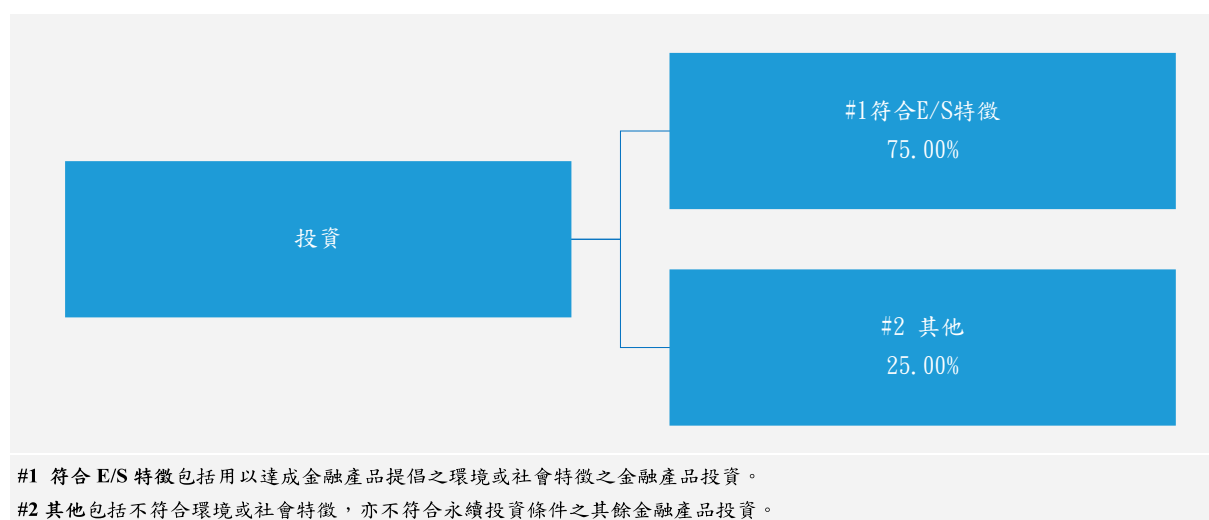 #1符合E/S特徵
75.00%
投資
#2 其他
25.00%
#1 符合 E/S 特徵包括用以達成金融產品提倡之環境或社會特徵之金融產品投資。
#2 其他包括不符合環境或社會特徵，亦不符合永續投資條件之其餘金融產品投資。